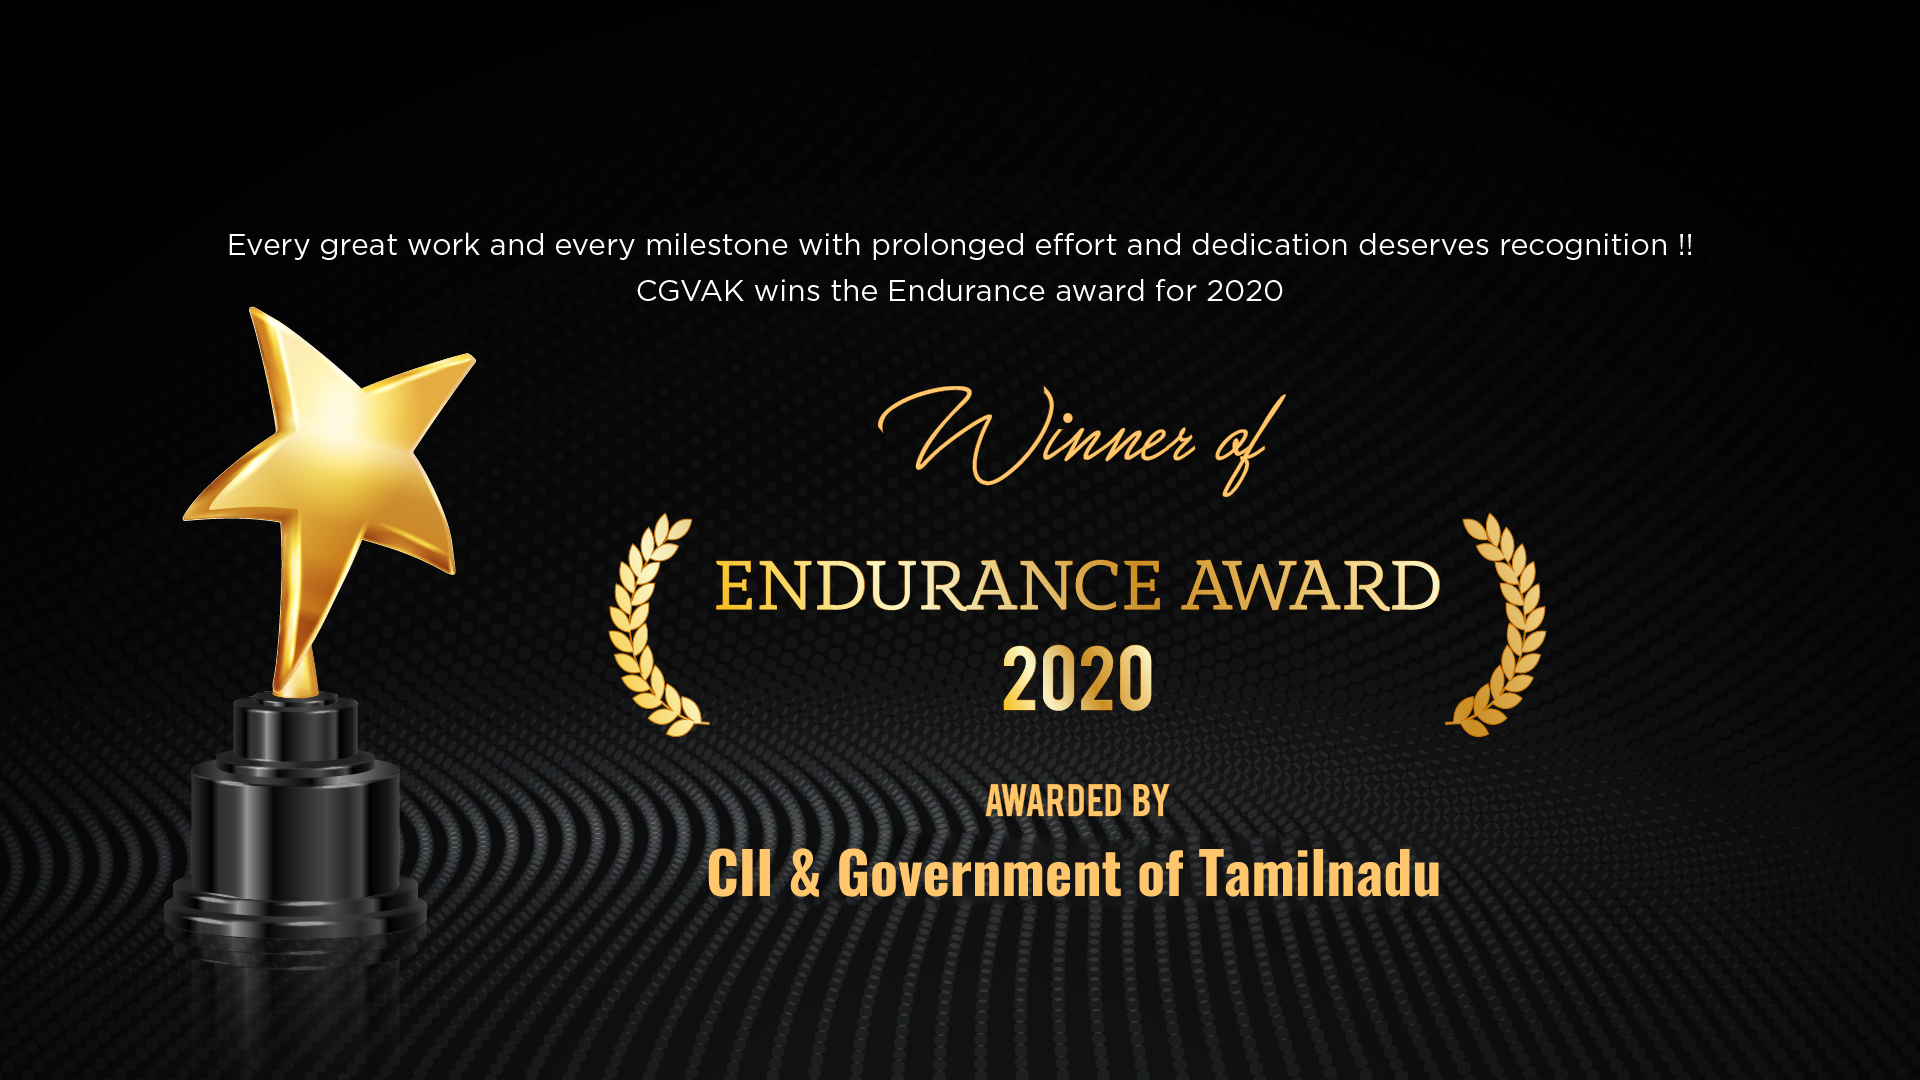 Every great work and every milestone with prolonged effort and dedication deserves recognition !!
CGVAK wins the Endurance award for 2020
Winner of
ENDURANCE AWARD
2020
AWARDED BY
CII & Government of Tamilnadu